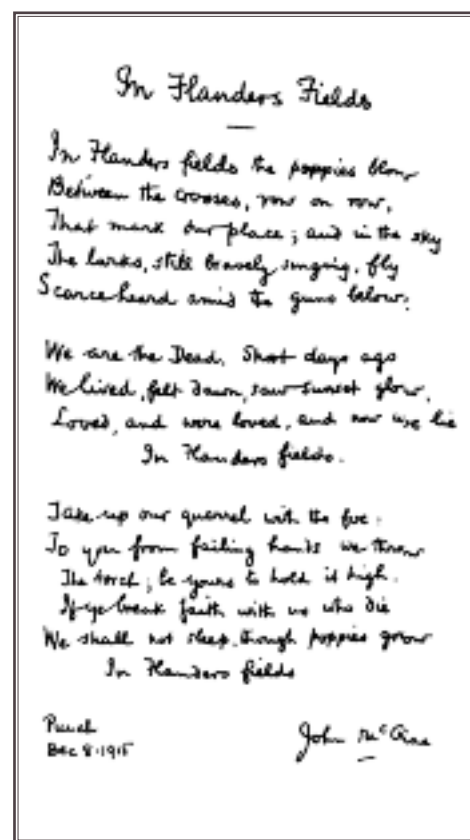 In Flanders Fields
In Flanders fields the poppies blow
Between the crosses, row on row,
That mark our place; and in the sky
The larks, still bravely singing, fly
Scarce heard amid the guns below.
We are the Dead. Short days ago
We lived, felt dawn, saw sunset glow,
Loved, and were loved, and now we lie
In Flanders fields.
Take up our quarrel with the foe:
To you from failing hands we throw
The torch; be yours to hold it high.
If ye break faith with us who die
We shall not sleep, though poppies grow
In Flanders fields
Punch
Dec 8·1915
John McCrae